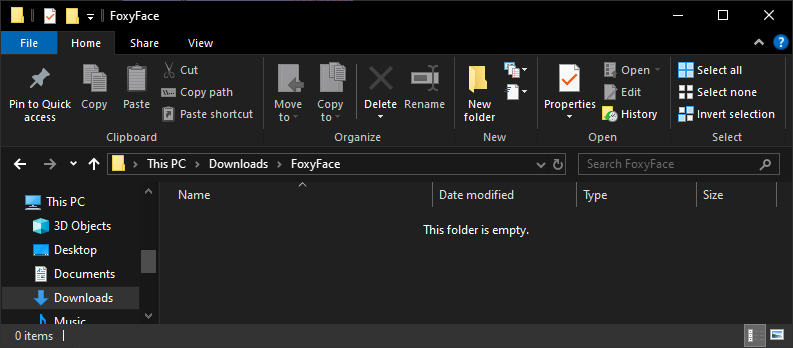 FoxyFace
File Home Share View
Pin to Quick access
Copy
Paste
Cut
Copy path
Paste shortcut
Clipboard
Move to
Copy to
Delete
Rename
Organize
New folder
New
Properties
Open
Edit
History
Open
Select all
Select none
Invert selection
Select
This PC Downloads FoxyFace
Search FoxyFace
Name Date modified Type Size
This folder is empty.
This PC
3D Objects
Desktop
Documents
Downloads
Music
0 items